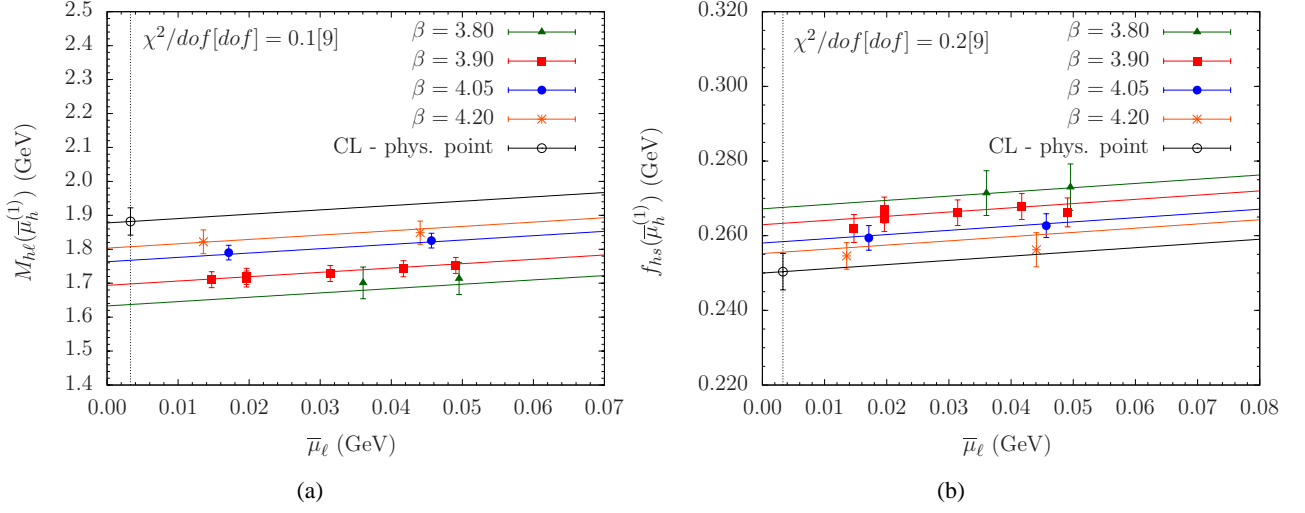 M_{hℓ}(μ̅_h^{(1)}) (GeV)
2.5
2.4
2.3
2.2
2.1
2.0
1.9
1.8
1.7
1.6
1.5
1.4
χ²/dof[dof] = 0.1[9]
β = 3.80
β = 3.90
β = 4.05
β = 4.20
CL - phys. point
0.00 0.01 0.02 0.03 0.04 0.05 0.06 0.07
μ̅_ℓ (GeV)
(a)
f_{hs}(μ̅_h^{(1)}) (GeV)
0.320
0.300
0.280
0.260
0.240
0.220
χ²/dof[dof] = 0.2[9]
β = 3.80
β = 3.90
β = 4.05
β = 4.20
CL - phys. point
0.00 0.01 0.02 0.03 0.04 0.05 0.06 0.07 0.08
μ̅_ℓ (GeV)
(b)